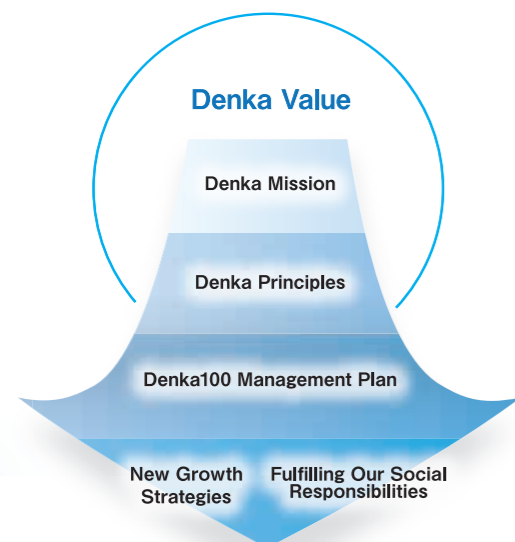 Denka Value
Denka Mission
Denka Principles
Denka100 Management Plan
New Growth
Strategies
Fulfilling Our Social
Responsibilities